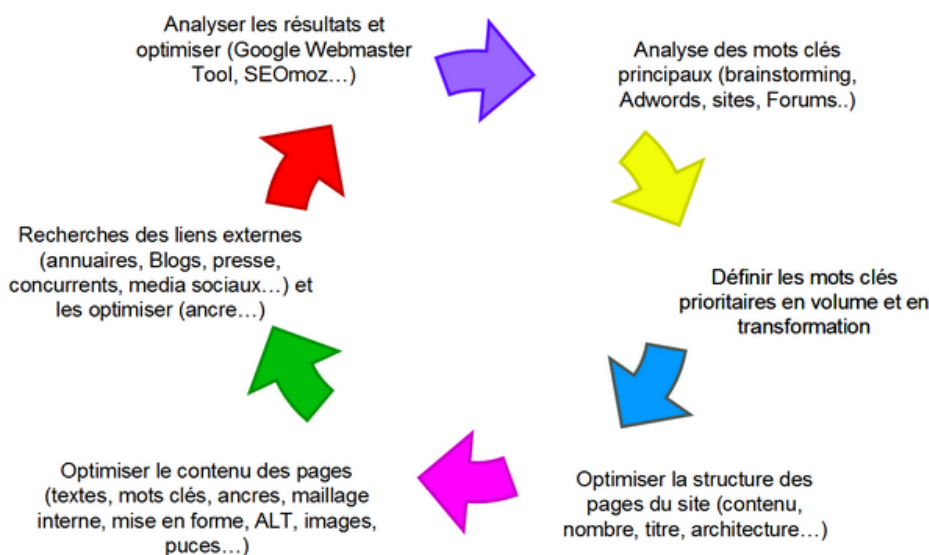 Analyser les résultats et
optimiser (Google Webmaster
Tool, SEOmoz…)
Analyse des mots clés
principaux (brainstorming,
Adwords, sites, Forums..)
Définir les mots clés
prioritaires en volume et en
transformation
Optimiser la structure des
pages du site (contenu,
nombre, titre, architecture…)
Optimiser le contenu des pages
(textes, mots clés, ancres, maillage
interne, mise en forme, ALT, images,
puces…)
Recherches des liens externes
(annuaires, Blogs, presse,
concurrents, media sociaux…) et
les optimiser (ancre…)